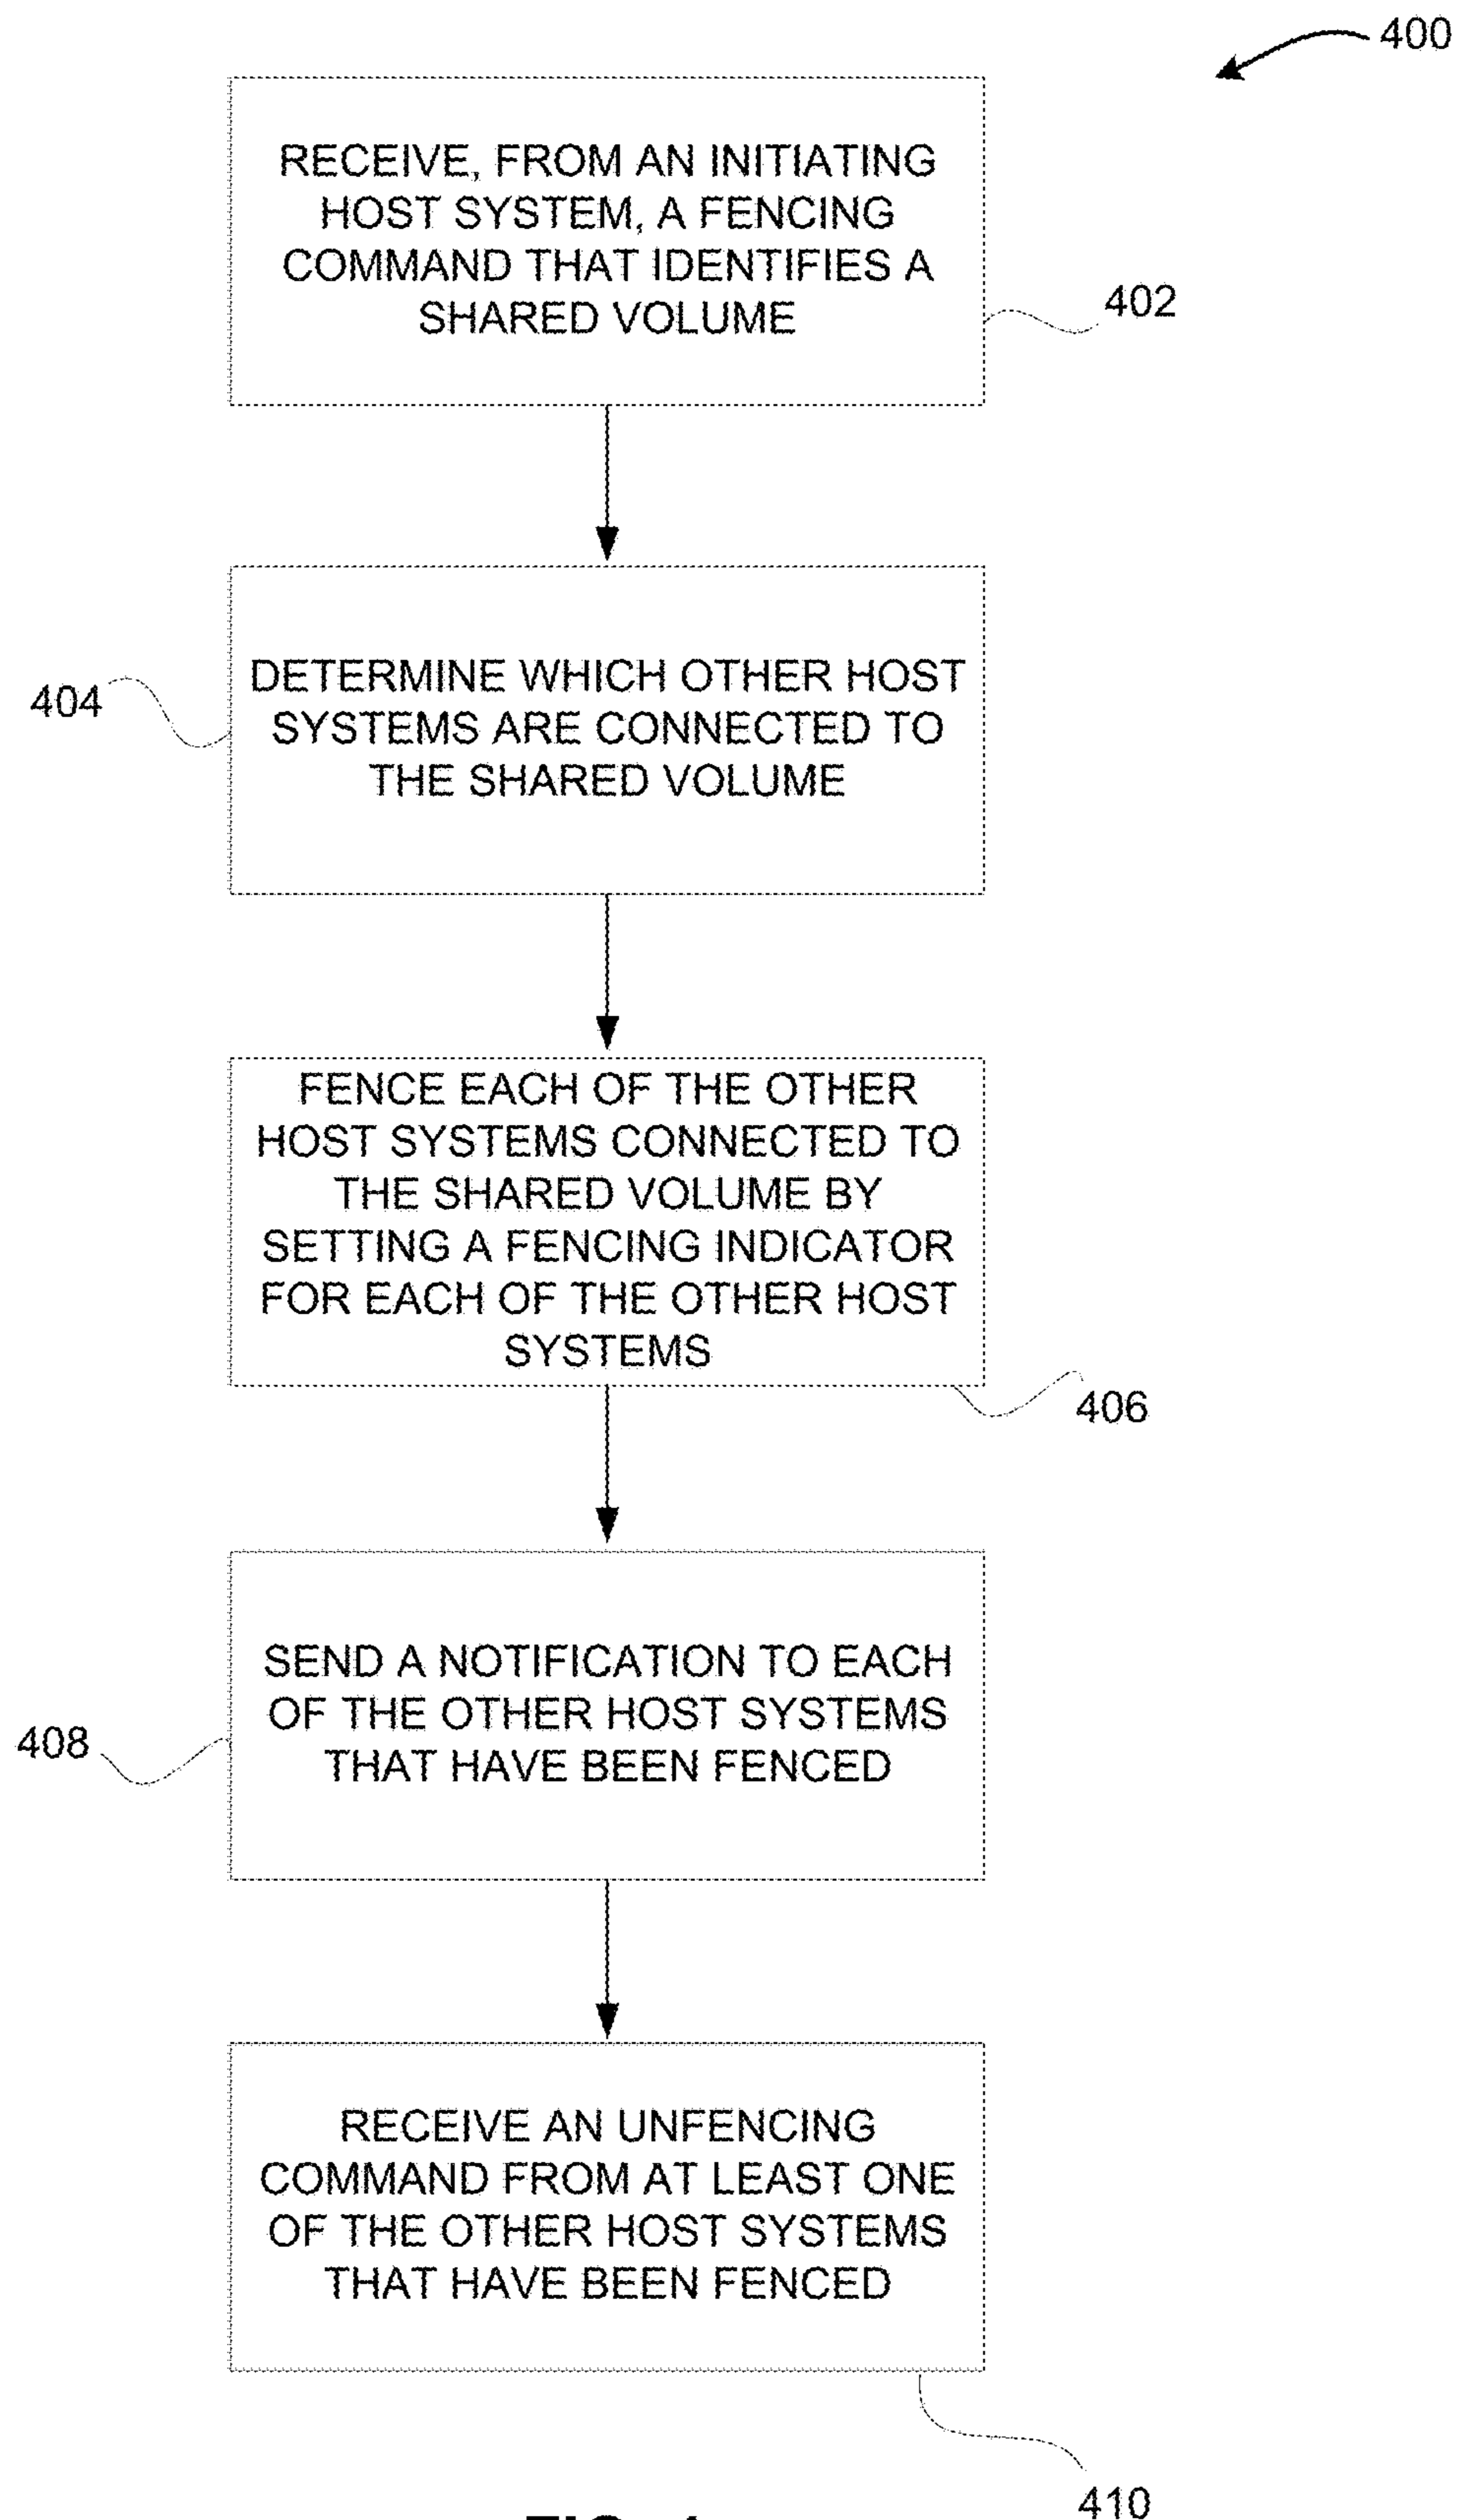 400
RECEIVE, FROM AN INITIATING
HOST SYSTEM, A FENCING
COMMAND THAT IDENTIFIES A
SHARED VOLUME
402
DETERMINE WHICH OTHER HOST
SYSTEMS ARE CONNECTED TO
THE SHARED VOLUME
404
FENCE EACH OF THE OTHER
HOST SYSTEMS CONNECTED TO
THE SHARED VOLUME BY
SETTING A FENCING INDICATOR
FOR EACH OF THE OTHER HOST
SYSTEMS
406
SEND A NOTIFICATION TO EACH
OF THE OTHER HOST SYSTEMS
THAT HAVE BEEN FENCED
408
RECEIVE AN UNFENCING
COMMAND FROM AT LEAST ONE
OF THE OTHER HOST SYSTEMS
THAT HAVE BEEN FENCED
410